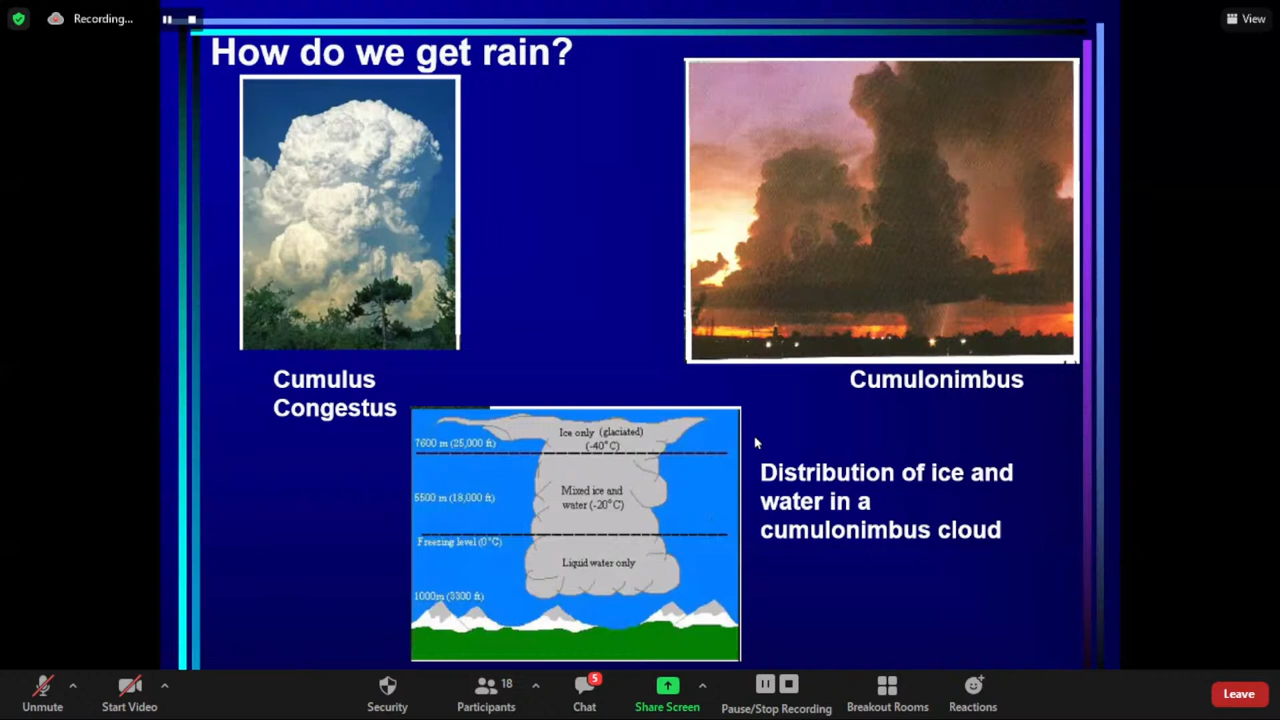 Recording...
View
How do we get rain?
Cumulus
Congestus
Cumulonimbus
Ice only (glaciated)
(-40°C)
7600 m (25,000 ft)
Mixed ice and
water (-20°C)
5500 m (18,000 ft)
Freezing level (0°C)
Liquid water only
1000m (3300 ft)
Distribution of ice and
water in a
cumulonimbus cloud
Unmute
Start Video
Security
18
Participants
5
Chat
Share Screen
Pause/Stop Recording
Breakout Rooms
Reactions
Leave